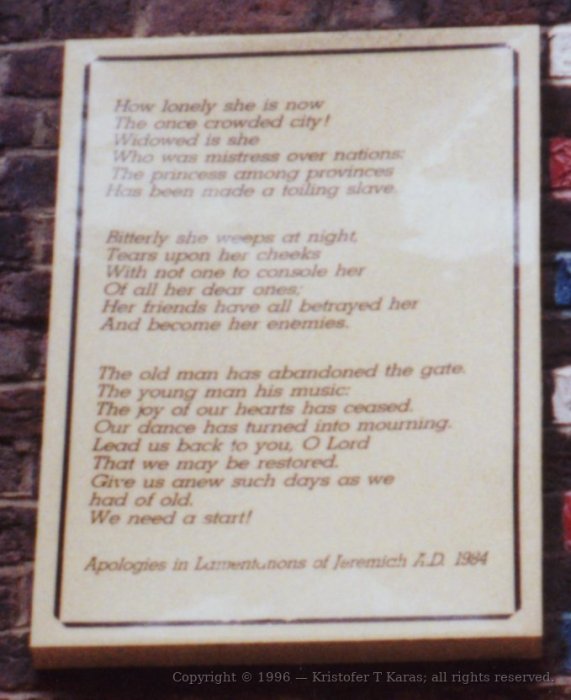 How lonely she is now
The once crowded city!
Widowed is she
Who was mistress over nations;
The princess among provinces
Has been made a toiling slave.
Bitterly she weeps at night,
Tears upon her cheeks
With not one to console her
Of all her dear ones;
Her friends have all betrayed her
And become her enemies.
The old man has abandoned the gate.
The young man his music:
The joy of our hearts has ceased.
Our dance has turned into mourning.
Lead us back to you, O Lord
That we may be restored.
Give us anew such days as we
had of old.
We need a start!
Apologies in Lamentations of Jeremiah A.D. 1984
Copyright © 1996 — Kristofer T Karas; all rights reserved.